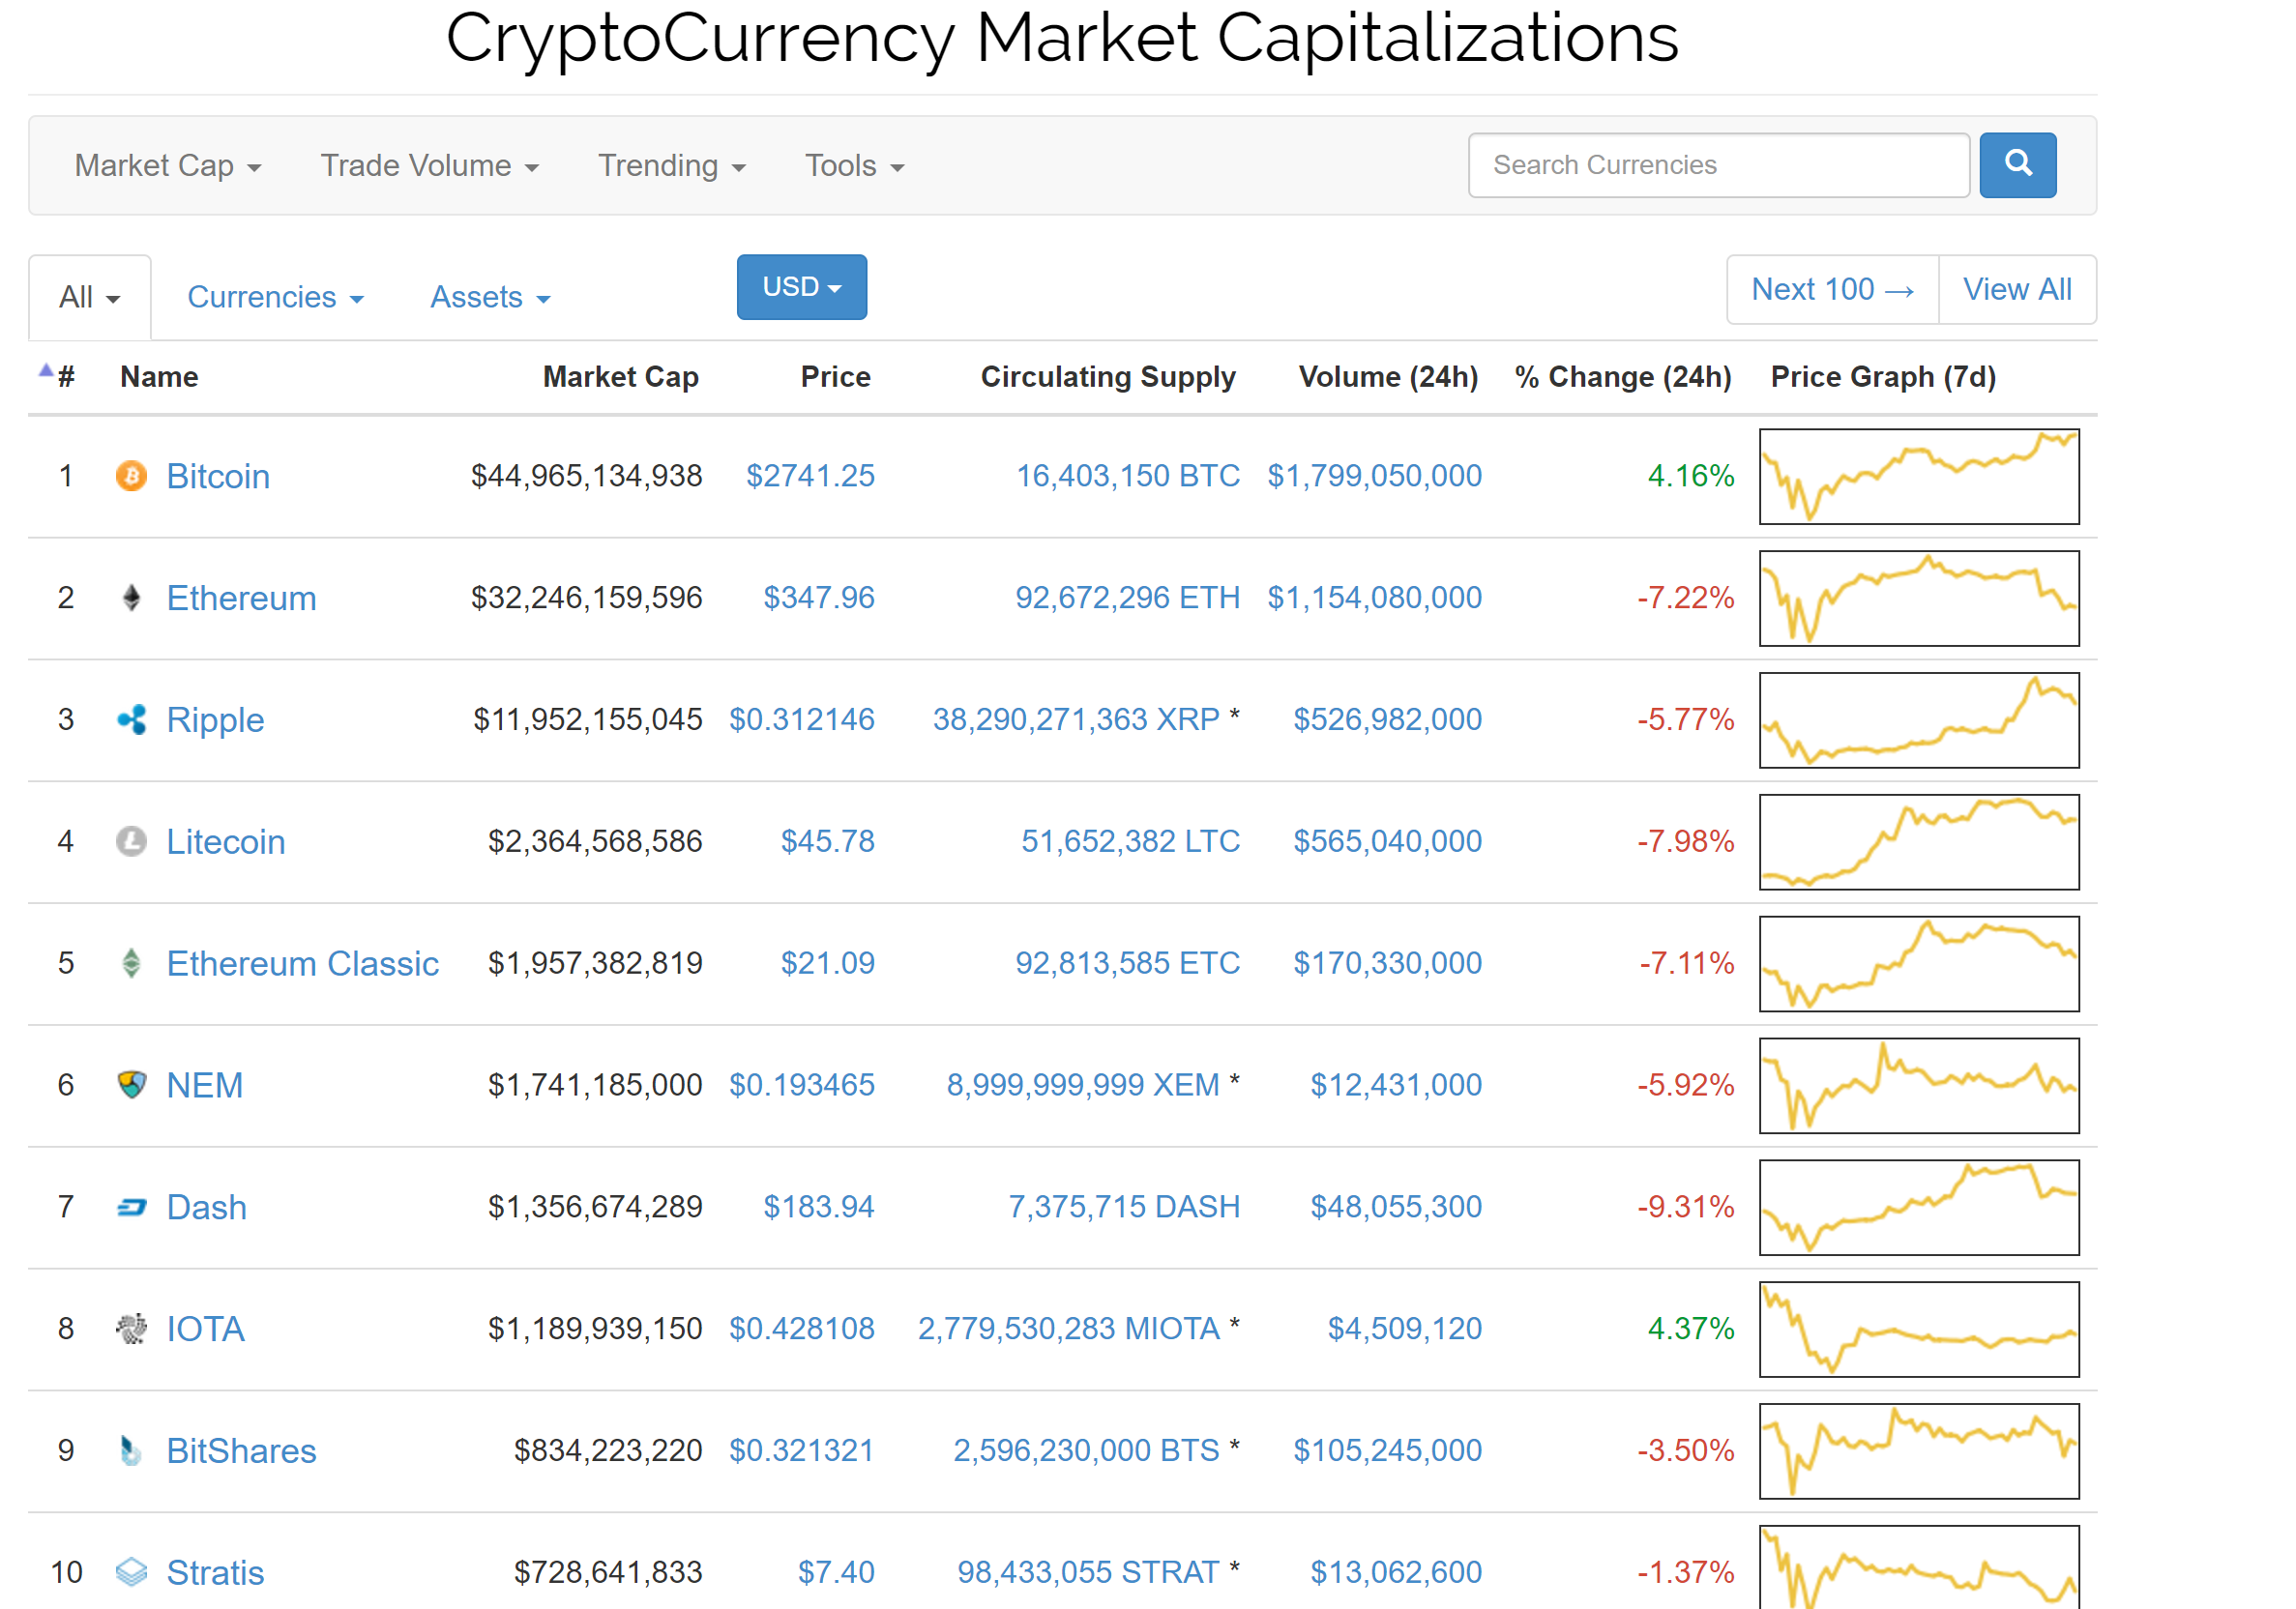 CryptoCurrency Market Capitalizations
Market Cap Trade Volume Trending Tools Search Currencies
All Currencies Assets USD Next 100 → View All
# Name Market Cap Price Circulating Supply Volume (24h) % Change (24h) Price Graph (7d)
1 Bitcoin $44,965,134,938 $2741.25 16,403,150 BTC $1,799,050,000 4.16%
2 Ethereum $32,246,159,596 $347.96 92,672,296 ETH $1,154,080,000 -7.22%
3 Ripple $11,952,155,045 $0.312146 38,290,271,363 XRP * $526,982,000 -5.77%
4 Litecoin $2,364,568,586 $45.78 51,652,382 LTC $565,040,000 -7.98%
5 Ethereum Classic $1,957,382,819 $21.09 92,813,585 ETC $170,330,000 -7.11%
6 NEM $1,741,185,000 $0.193465 8,999,999,999 XEM * $12,431,000 -5.92%
7 Dash $1,356,674,289 $183.94 7,375,715 DASH $48,055,300 -9.31%
8 IOTA $1,189,939,150 $0.428108 2,779,530,283 MIOTA * $4,509,120 4.37%
9 BitShares $834,223,220 $0.321321 2,596,230,000 BTS * $105,245,000 -3.50%
10 Stratis $728,641,833 $7.40 98,433,055 STRAT * $13,062,600 -1.37%